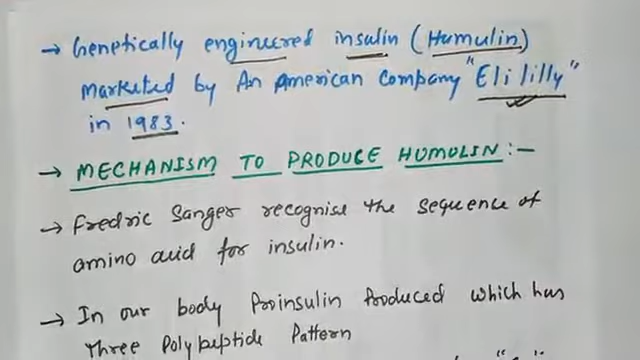 → Genetically engineered insulin (Humulin)
marketed by An American company "Eli lilly"
in 1983.
→ MECHANISM TO PRODUCE HUMULIN :-
→ Fredric Sanger recognise the sequence of
amino acid for insulin.
→ In our body Proinsulin Produced which has
three Polypeptide Pattern